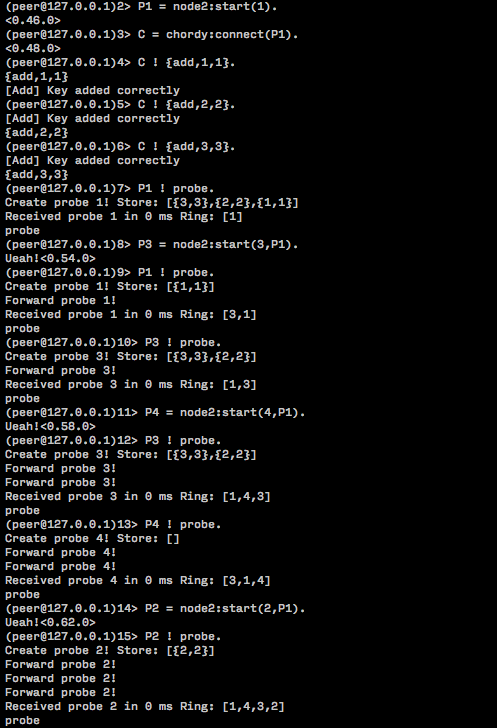 (peer@127.0.0.1)2> P1 = node2:start(1).
<0.46.0>
(peer@127.0.0.1)3> C = chordy:connect(P1).
<0.48.0>
(peer@127.0.0.1)4> C ! {add,1,1}.
{add,1,1}
[Add] Key added correctly
(peer@127.0.0.1)5> C ! {add,2,2}.
[Add] Key added correctly
{add,2,2}
(peer@127.0.0.1)6> C ! {add,3,3}.
[Add] Key added correctly
{add,3,3}
(peer@127.0.0.1)7> P1 ! probe.
Create probe 1! Store: [{3,3},{2,2},{1,1}]
Received probe 1 in 0 ms Ring: [1]
probe
(peer@127.0.0.1)8> P3 = node2:start(3,P1).
Ueah!<0.54.0>
(peer@127.0.0.1)9> P1 ! probe.
Create probe 1! Store: [{1,1}]
Forward probe 1!
Received probe 1 in 0 ms Ring: [3,1]
probe
(peer@127.0.0.1)10> P3 ! probe.
Create probe 3! Store: [{3,3},{2,2}]
Forward probe 3!
Received probe 3 in 0 ms Ring: [1,3]
probe
(peer@127.0.0.1)11> P4 = node2:start(4,P1).
Ueah!<0.58.0>
(peer@127.0.0.1)12> P3 ! probe.
Create probe 3! Store: [{3,3},{2,2}]
Forward probe 3!
Forward probe 3!
Received probe 3 in 0 ms Ring: [1,4,3]
probe
(peer@127.0.0.1)13> P4 ! probe.
Create probe 4! Store: []
Forward probe 4!
Forward probe 4!
Received probe 4 in 0 ms Ring: [3,1,4]
probe
(peer@127.0.0.1)14> P2 = node2:start(2,P1).
Ueah!<0.62.0>
(peer@127.0.0.1)15> P2 ! probe.
Create probe 2! Store: [{2,2}]
Forward probe 2!
Forward probe 2!
Forward probe 2!
Received probe 2 in 0 ms Ring: [1,4,3,2]
probe